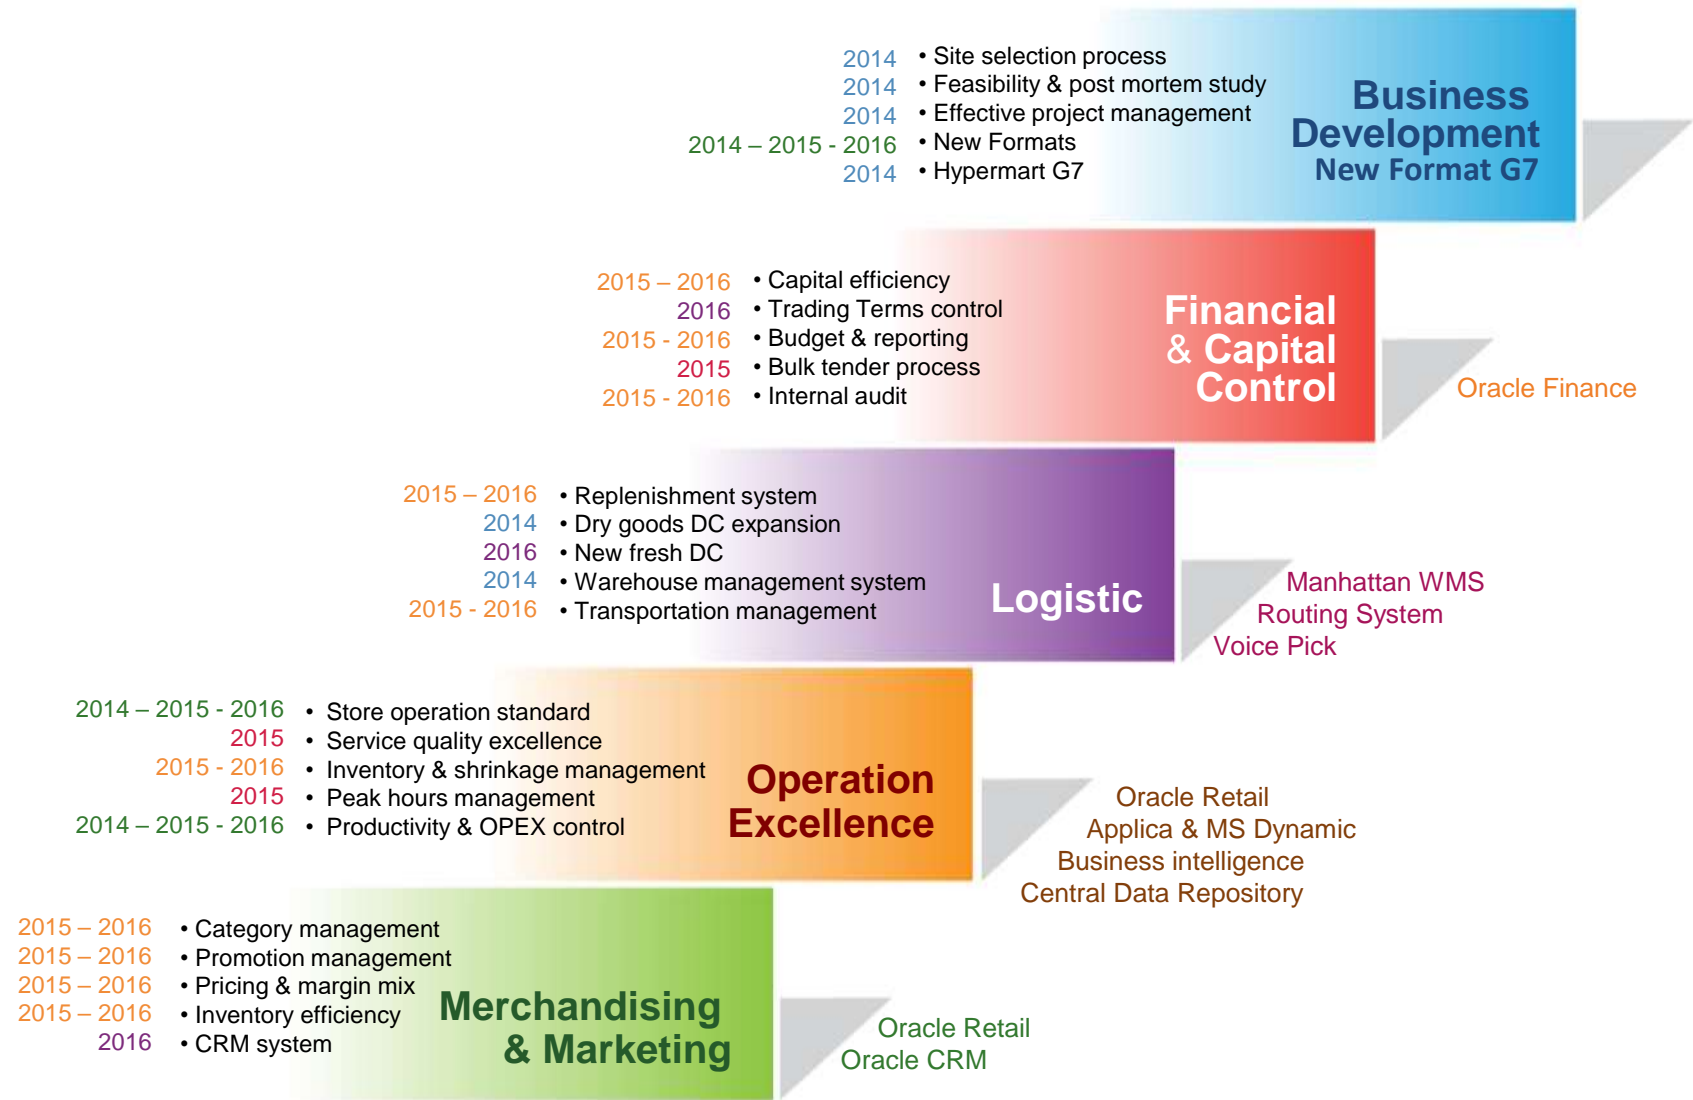 2014 • Site selection process
2014 • Feasibility & post mortem study
2014 • Effective project management
2014 – 2015 - 2016 • New Formats
2014 • Hypermart G7
Business
Development
New Format G7
2015 – 2016 • Capital efficiency
2016 • Trading Terms control
2015 - 2016 • Budget & reporting
2015 • Bulk tender process
2015 - 2016 • Internal audit
Financial
& Capital
Control
Oracle Finance
2015 – 2016 • Replenishment system
2014 • Dry goods DC expansion
2016 • New fresh DC
2014 • Warehouse management system
2015 - 2016 • Transportation management
Logistic
Manhattan WMS
Routing System
Voice Pick
2014 – 2015 - 2016 • Store operation standard
2015 • Service quality excellence
2015 - 2016 • Inventory & shrinkage management
2015 • Peak hours management
2014 – 2015 - 2016 • Productivity & OPEX control
Operation
Excellence
Oracle Retail
Applica & MS Dynamic
Business intelligence
Central Data Repository
2015 – 2016 • Category management
2015 – 2016 • Promotion management
2015 – 2016 • Pricing & margin mix
2015 – 2016 • Inventory efficiency
2016 • CRM system
Merchandising
& Marketing
Oracle Retail
Oracle CRM